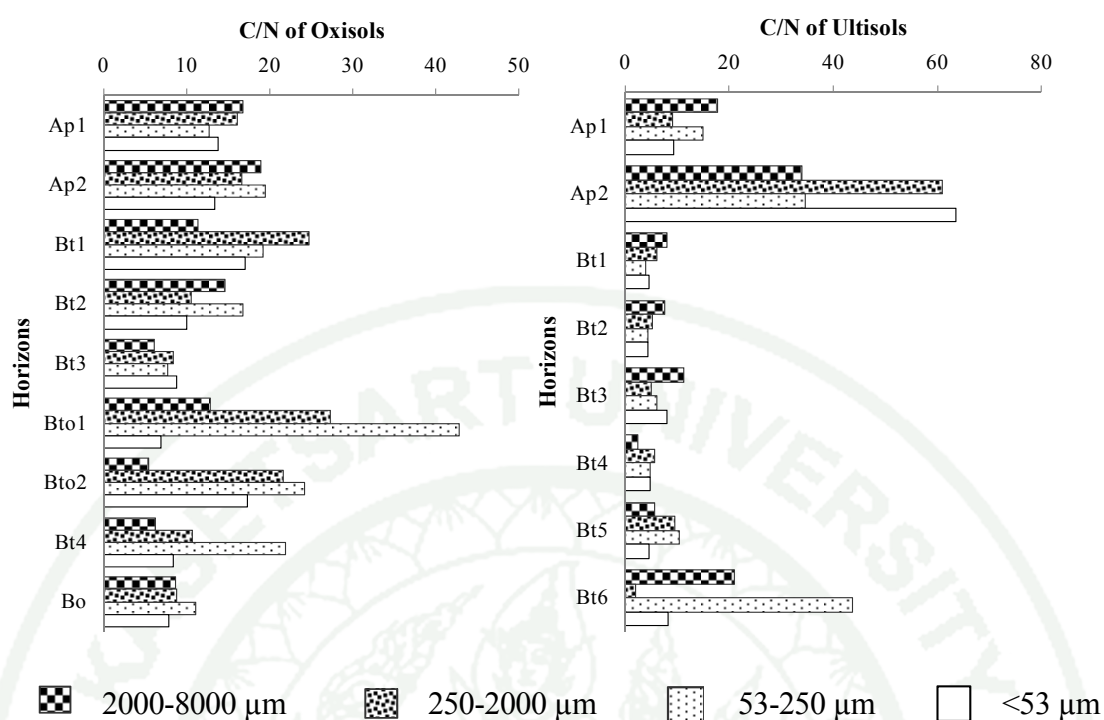 C/N of Oxisols
0 10 20 30 40 50
Horizons
Ap1
Ap2
Bt1
Bt2
Bt3
Bto1
Bto2
Bt4
Bo
C/N of Ultisols
0 20 40 60 80
Horizons
Ap1
Ap2
Bt1
Bt2
Bt3
Bt4
Bt5
Bt6
2000-8000 µm 250-2000 µm 53-250 µm <53 µm
KASETSART UNIVERSITY